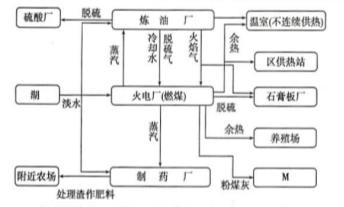 硫酸厂
脱硫
炼油厂
温室(不连续供热)
蒸汽
冷却水
脱硫气
火焰气
余热
区供热站
湖
淡水
火电厂(燃煤)
石膏板厂
脱硫
蒸汽
余热
养殖场
附近农场
制药厂
粉煤灰
M
处理渣作肥料